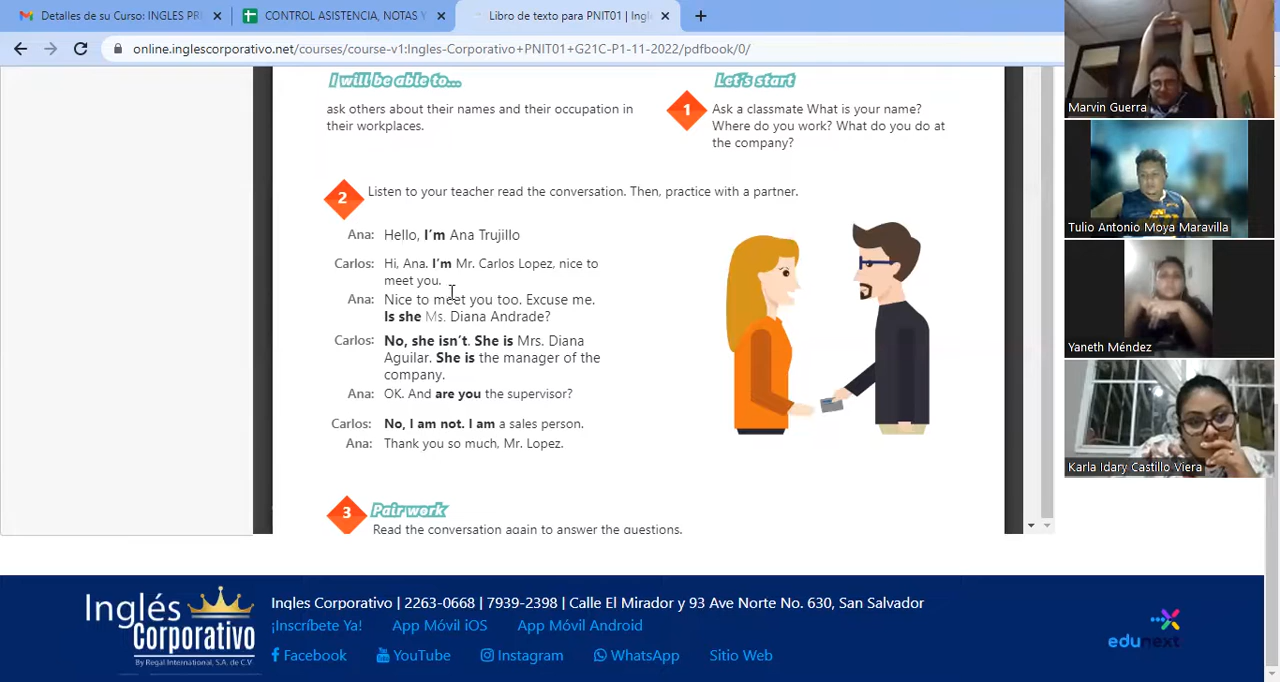 Detalles de su Curso: INGLES PR
CONTROL ASISTENCIA, NOTAS Y
Libro de texto para PNIT01 | Ingl
online.inglescorporativo.net/courses/course-v1:Ingles-Corporativo+PNIT01+G21C-P1-11-2022/pdfbook/0/
I will be able to...
ask others about their names and their occupation in
their workplaces.
Let's start
1
Ask a classmate What is your name?
Where do you work? What do you do at
the company?
2
Listen to your teacher read the conversation. Then, practice with a partner.
Ana: Hello, I'm Ana Trujillo
Carlos: Hi, Ana. I'm Mr. Carlos Lopez, nice to
meet you.
Ana: Nice to meet you too. Excuse me.
Is she Ms. Diana Andrade?
Carlos: No, she isn't. She is Mrs. Diana
Aguilar. She is the manager of the
company.
Ana: OK. And are you the supervisor?
Carlos: No, I am not. I am a sales person.
Ana: Thank you so much, Mr. Lopez.
3
Pair work
Read the conversation again to answer the questions.
Marvin Guerra
Tulio Antonio Moya Maravilla
Yaneth Méndez
Karla Idary Castillo Viera
Inglés
Corporativo
By Regal International, S.A. de C.V.
Ingles Corporativo | 2263-0668 | 7939-2398 | Calle El Mirador y 93 Ave Norte No. 630, San Salvador
¡Inscríbete Ya! App Móvil iOS App Móvil Android
Facebook YouTube Instagram WhatsApp Sitio Web
edunext